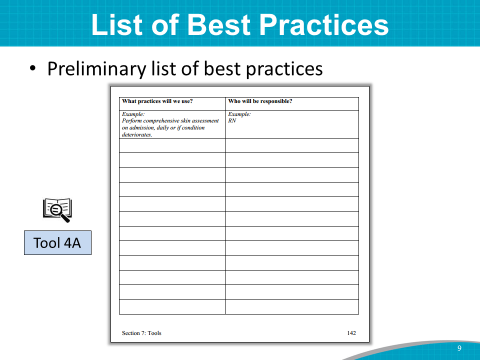 List of Best Practices
• Preliminary list of best practices
What practices will we use? Who will be responsible?
Example: Example:
Perform comprehensive skin assessment RN
on admission, daily or if condition
deteriorates.
Tool 4A
Section 7: Tools 142
9